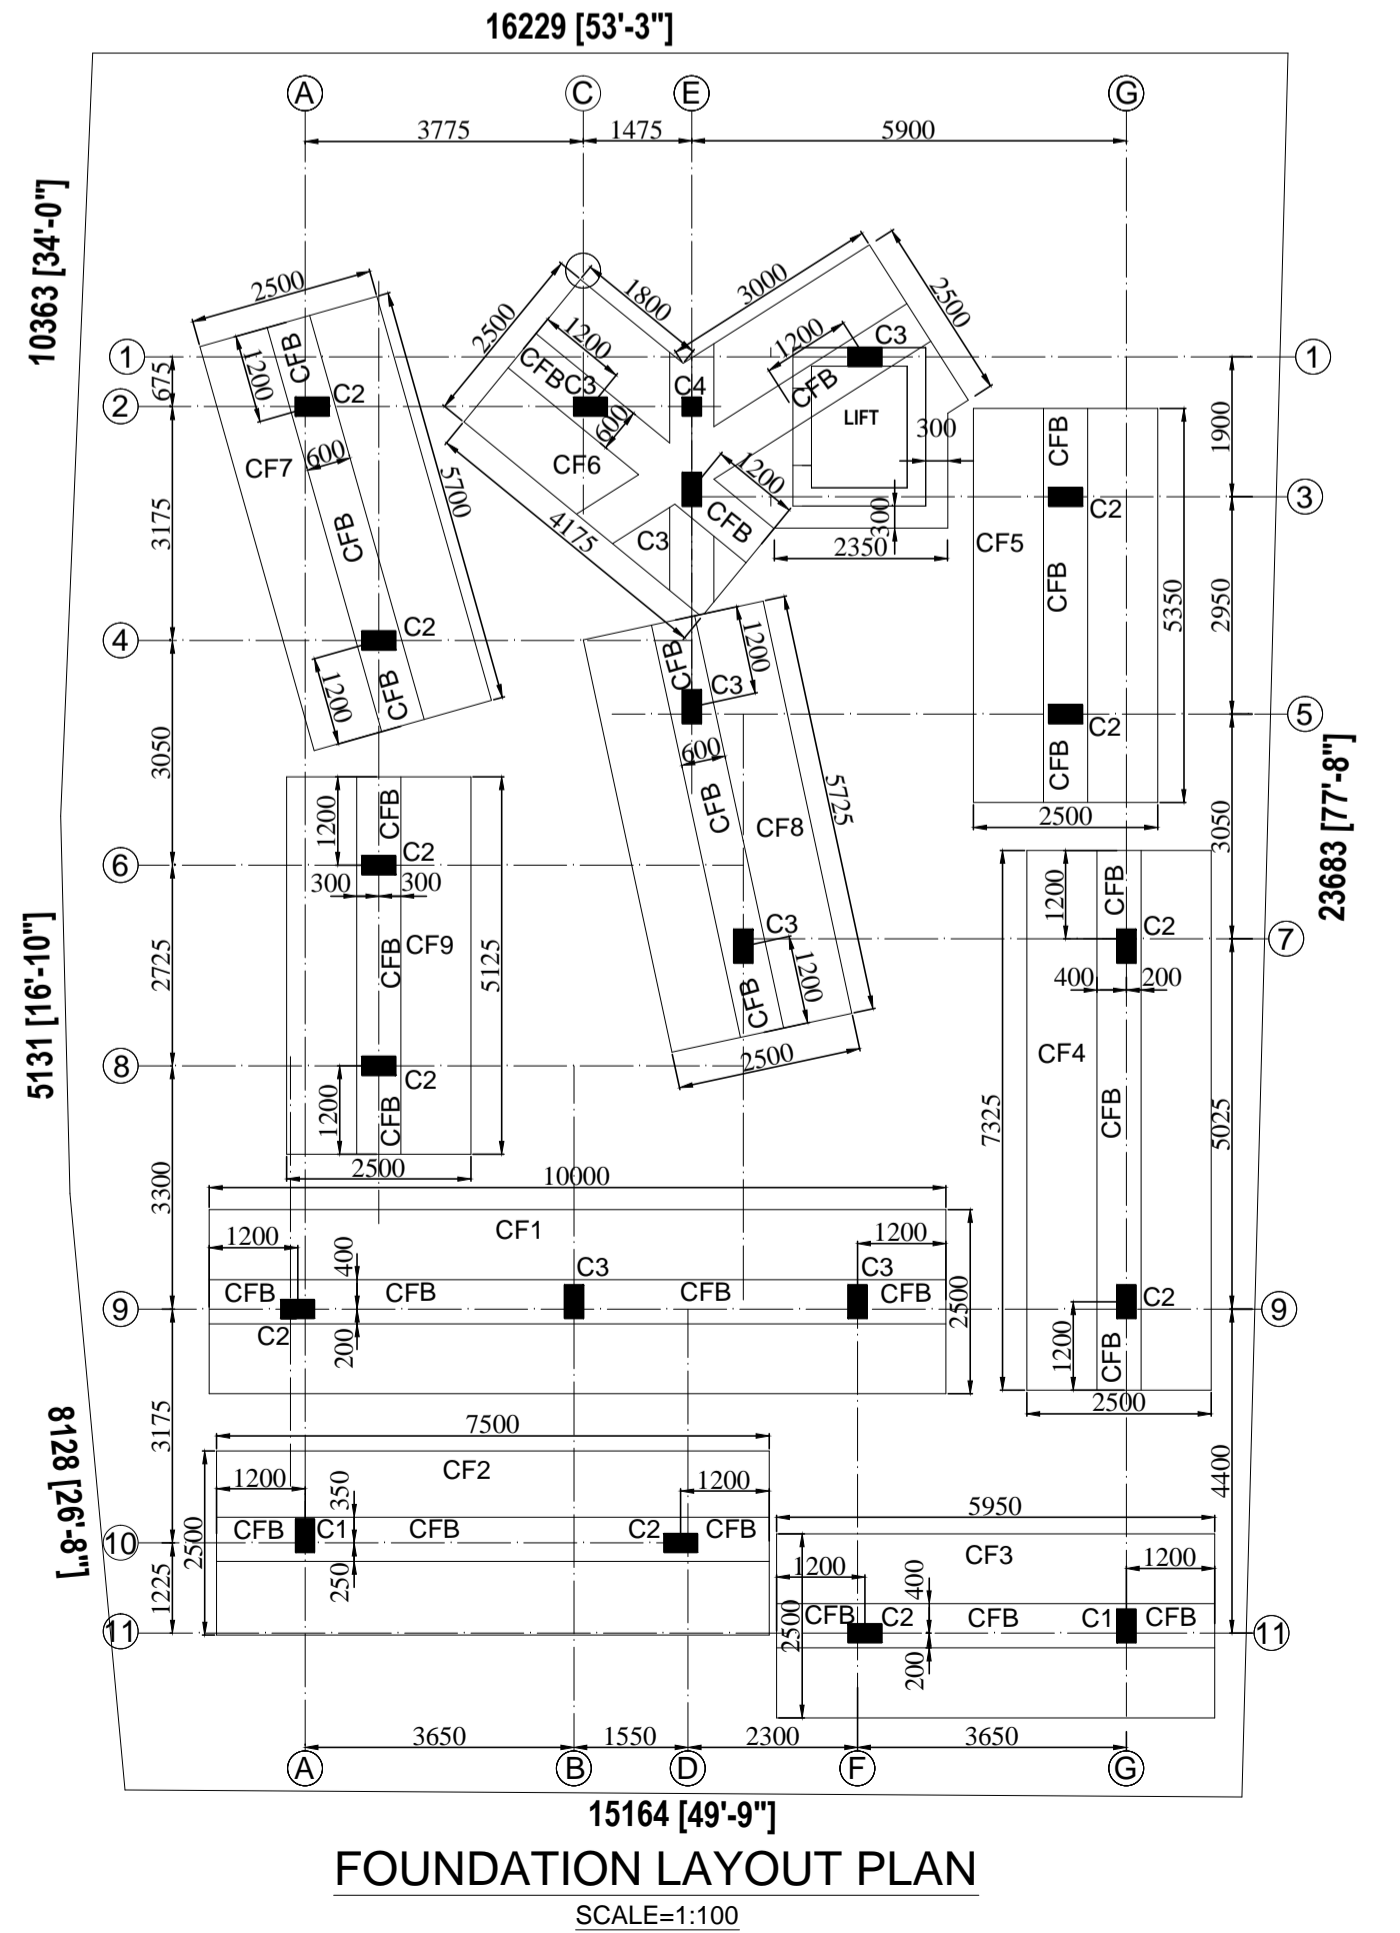 16229 [53'-3"]
A
C
E
G
3775
1475
5900
10363 [34'-0"]
2500
1800
3000
2500
2500
1200
1200
1200
CFB
CFB
C3
C4
CFB
C3
1
1
675
2
C2
LIFT
300
CFB
1900
600
600
CF7
CF6
1200
3
C2
3175
5700
CFB
4175
C3
CFB
300
2350
CF5
CFB
2950
5350
4
C2
1200
CFB
CFB
1200
C3
5
C2
3050
600
5725
CFB
2500
3050
23683 [77'-8"]
1200
CFB
CFB
CF8
6
C2
300
300
1200
CFB
C2
7
C3
400
200
5131 [16'-10"]
2725
CFB
CF9
5125
CFB
1200
2500
CF4
8
C2
1200
CFB
7325
CFB
5025
2500
3300
10000
CF1
1200
400
1200
CFB
CFB
C3
CFB
C3
CFB
2500
9
C2
200
C2
9
1200
CFB
2500
8128 [26'-8"]
3175
7500
CF2
1200
350
1200
4400
CFB
C1
CFB
C2
CFB
10
2500
250
5950
CF3
1200
400
1200
1225
CFB
C2
CFB
C1
CFB
11
2500
200
11
3650
1550
2300
3650
A
B
D
F
G
15164 [49'-9"]
FOUNDATION LAYOUT PLAN
SCALE=1:100